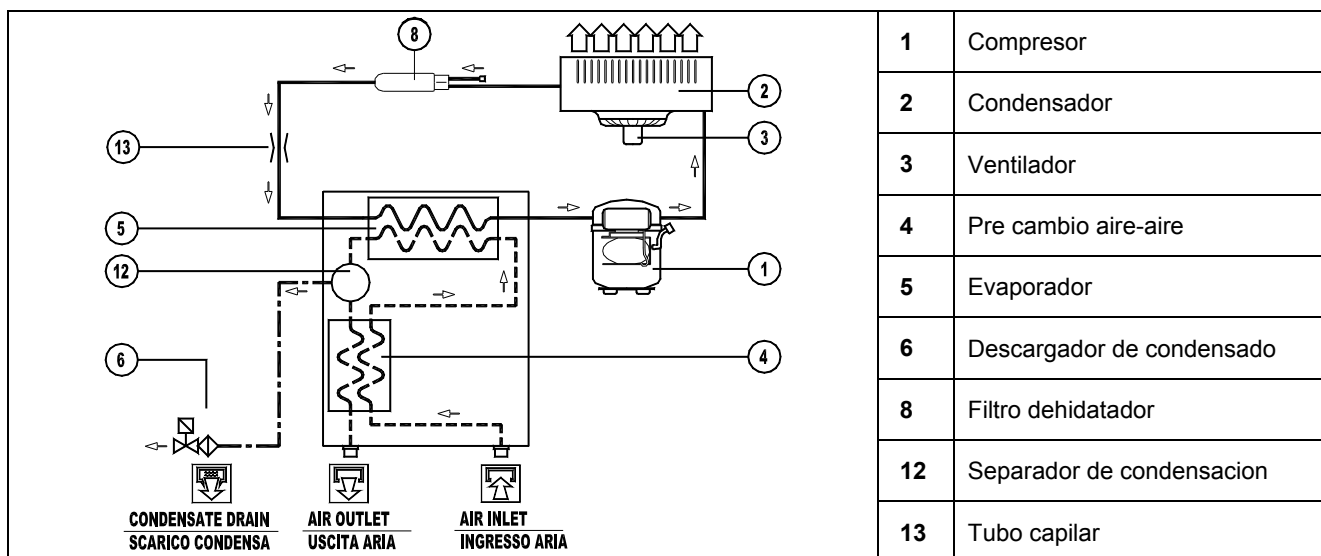 8
2
3
13
5
12
1
4
6
CONDENSATE DRAIN
SCARICO CONDENSA
AIR OUTLET
USCITA ARIA
AIR INLET
INGRESSO ARIA
1 Compresor
2 Condensador
3 Ventilador
4 Pre cambio aire-aire
5 Evaporador
6 Descargador de condensado
8 Filtro dehidatador
12 Separador de condensacion
13 Tubo capilar